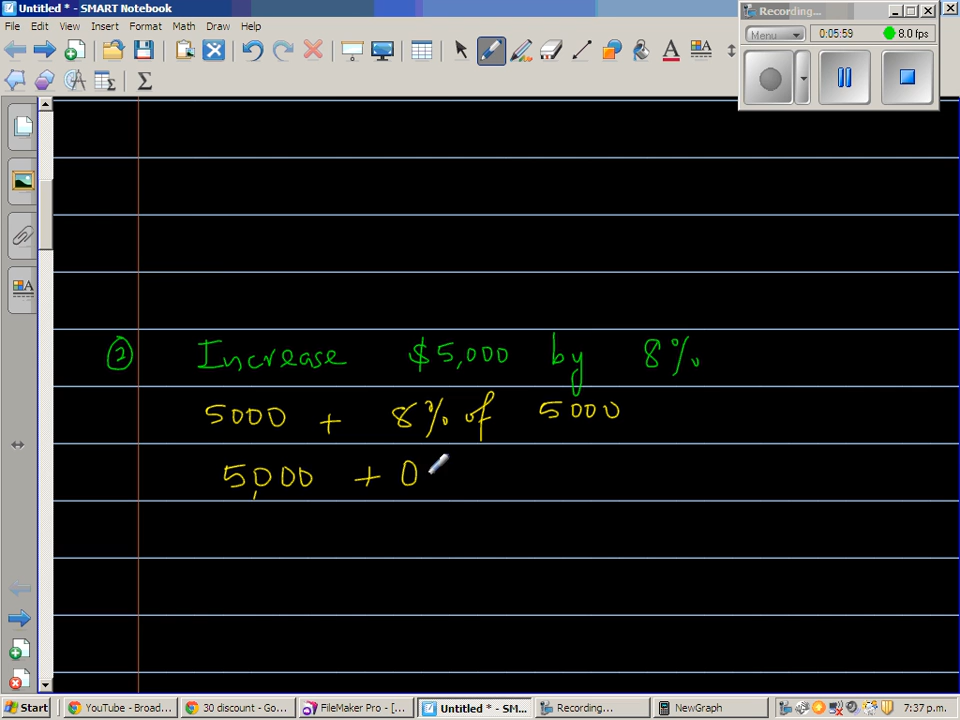 Untitled * - SMART Notebook
File Edit View Insert Format Math Draw Help
Recording...
Menu 0:05:59 8.0 fps
② Increase $5,000 by 8%
5000 + 8% of 5000
5,000 + 0
Start YouTube - Broad... 30 discount - Go... FileMaker Pro - [... Untitled * - SM... Recording... NewGraph 7:37 p.m.